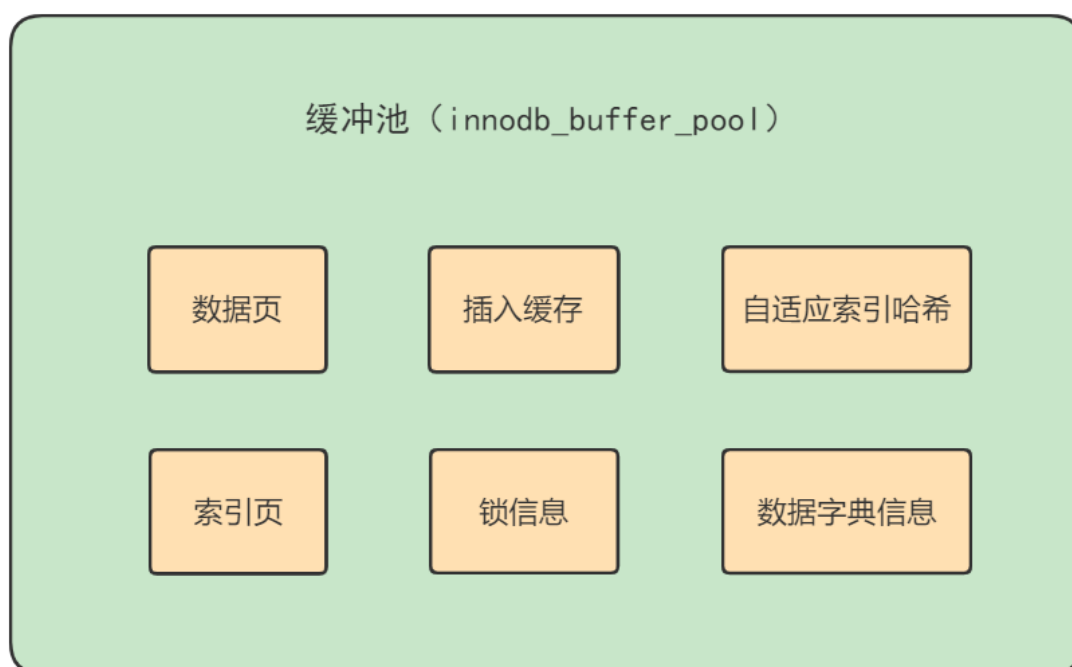 缓冲池（innodb_buffer_pool）
数据页
插入缓存
自适应索引哈希
索引页
锁信息
数据字典信息